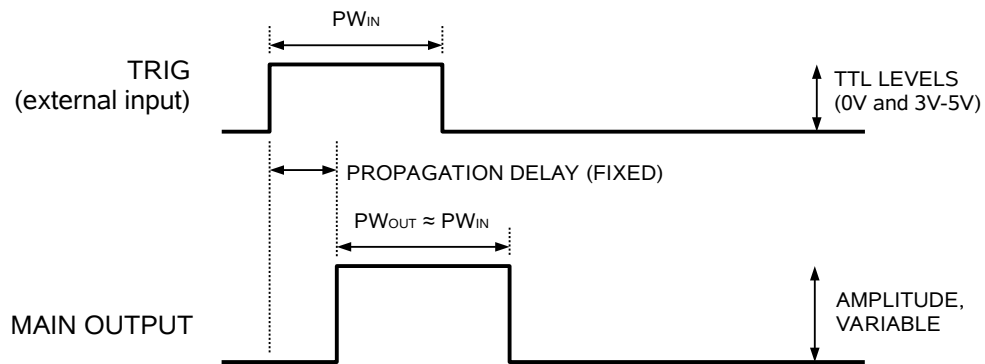 PWIN
TRIG
(external input)
TTL LEVELS
(0V and 3V-5V)
PROPAGATION DELAY (FIXED)
PWOUT ≈ PWIN
MAIN OUTPUT
AMPLITUDE,
VARIABLE